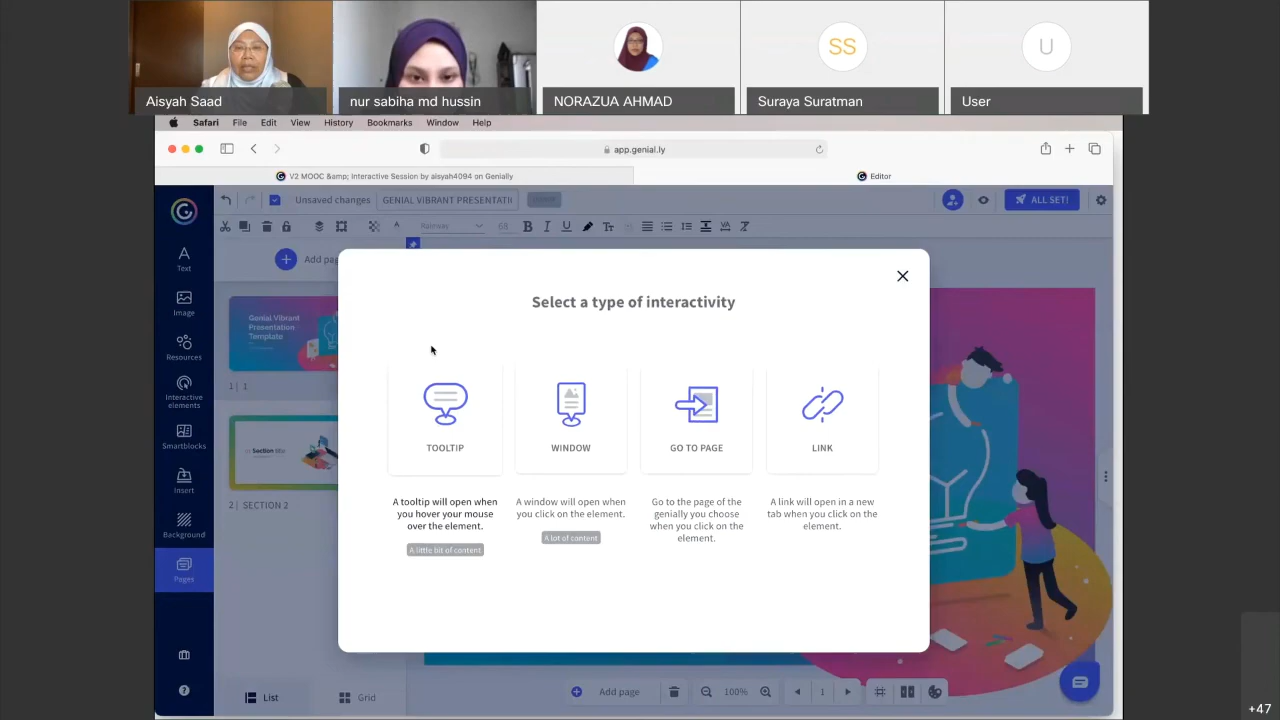 SS
U
Aisyah Saad
nur sabiha md hussin
NORAZUA AHMAD
Suraya Suratman
User
Safari File Edit View History Bookmarks Window Help
app.genial.ly
V2 MOOC &amp; Interactive Session by aisyah4094 on Genially
Editor
Unsaved changes
GENIAL VIBRANT PRESENTATI
ALL SET!
Raleway
68
B I U
Text
Image
Resources
Interactive
elements
Smartblocks
Insert
Background
Pages
Add pa
Genial Vibrant
Presentation
Template
1 | 1
Section title
2 | SECTION 2
Select a type of interactivity
TOOLTIP
WINDOW
GO TO PAGE
LINK
A tooltip will open when
you hover your mouse
over the element.
A little bit of content
A window will open when
you click on the element.
A lot of content
Go to the page of the
genially you choose
when you click on the
element.
A link will open in a new
tab when you click on the
element.
List
Grid
Add page
100%
1
+47